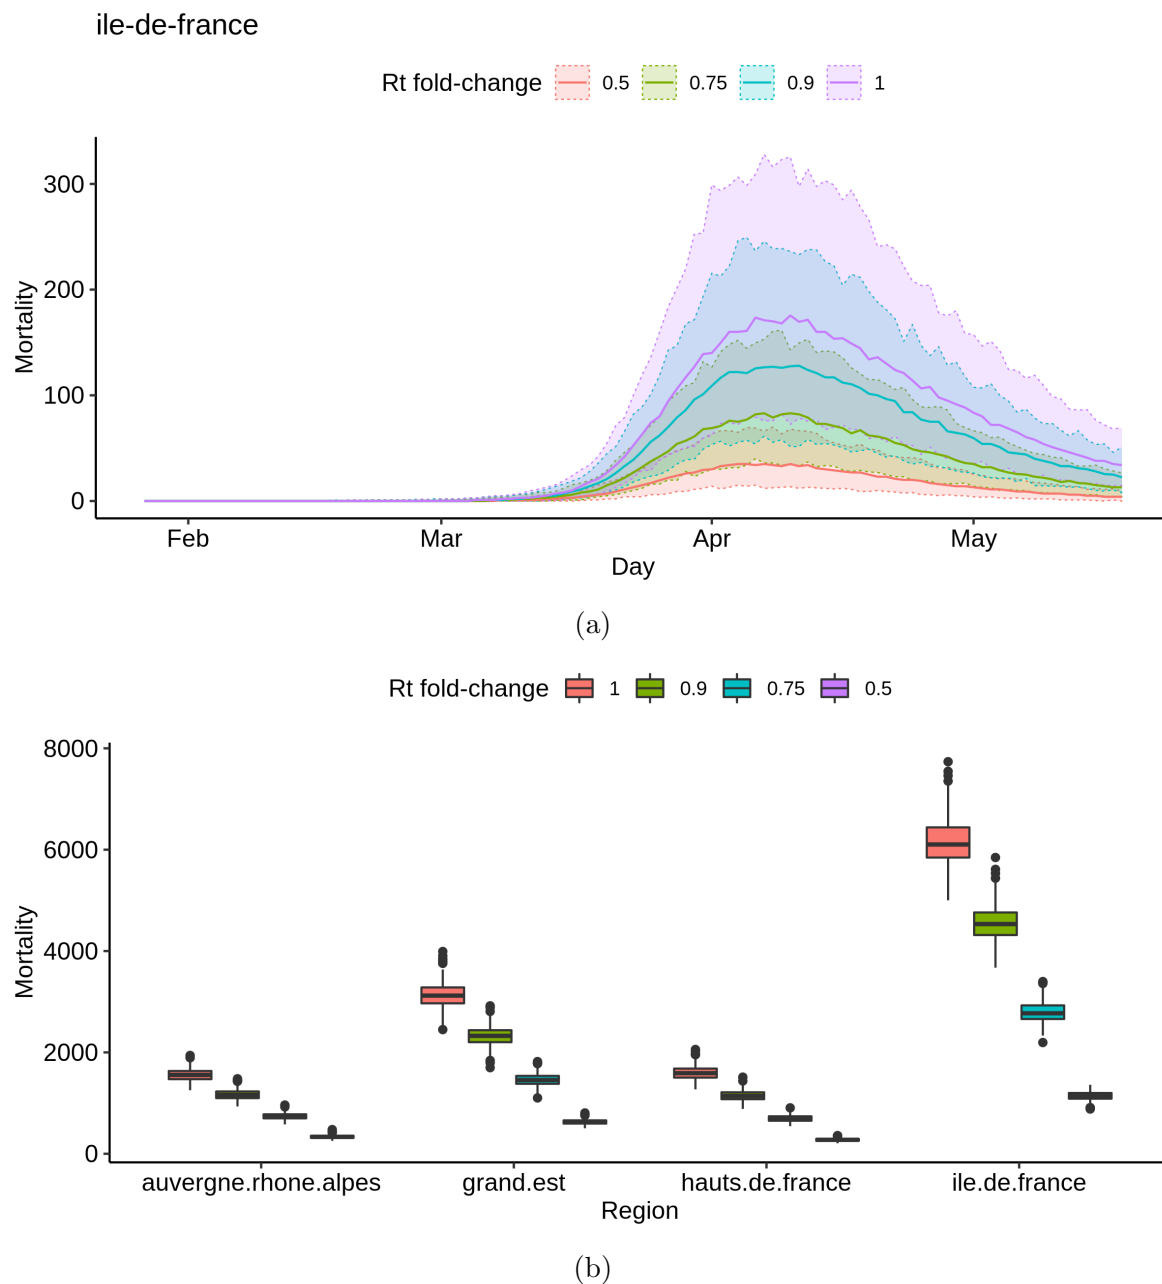 ile-de-france
Rt fold-change 0.5 0.75 0.9 1
300
200
100
0
Mortality
Feb Mar Apr May
Day
(a)
Rt fold-change 1 0.9 0.75 0.5
8000
6000
4000
2000
0
Mortality
auvergne.rhone.alpes grand.est hauts.de.france ile.de.france
Region
(b)